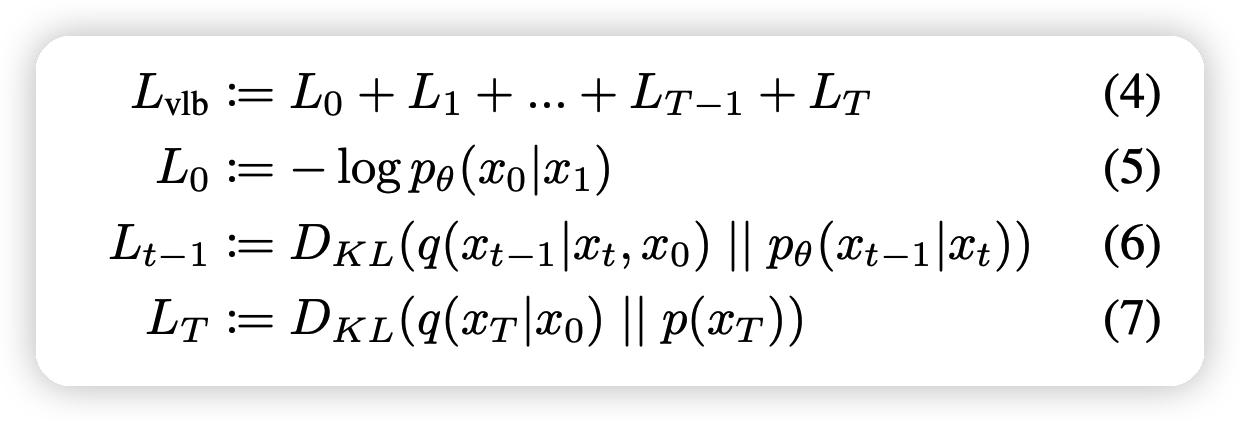 L_vlb := L_0 + L_1 + ... + L_{T−1} + L_T (4)
L_0 := − log p_θ(x_0|x_1) (5)
L_{t−1} := D_{KL}(q(x_{t−1}|x_t, x_0) || p_θ(x_{t−1}|x_t)) (6)
L_T := D_{KL}(q(x_T|x_0) || p(x_T)) (7)